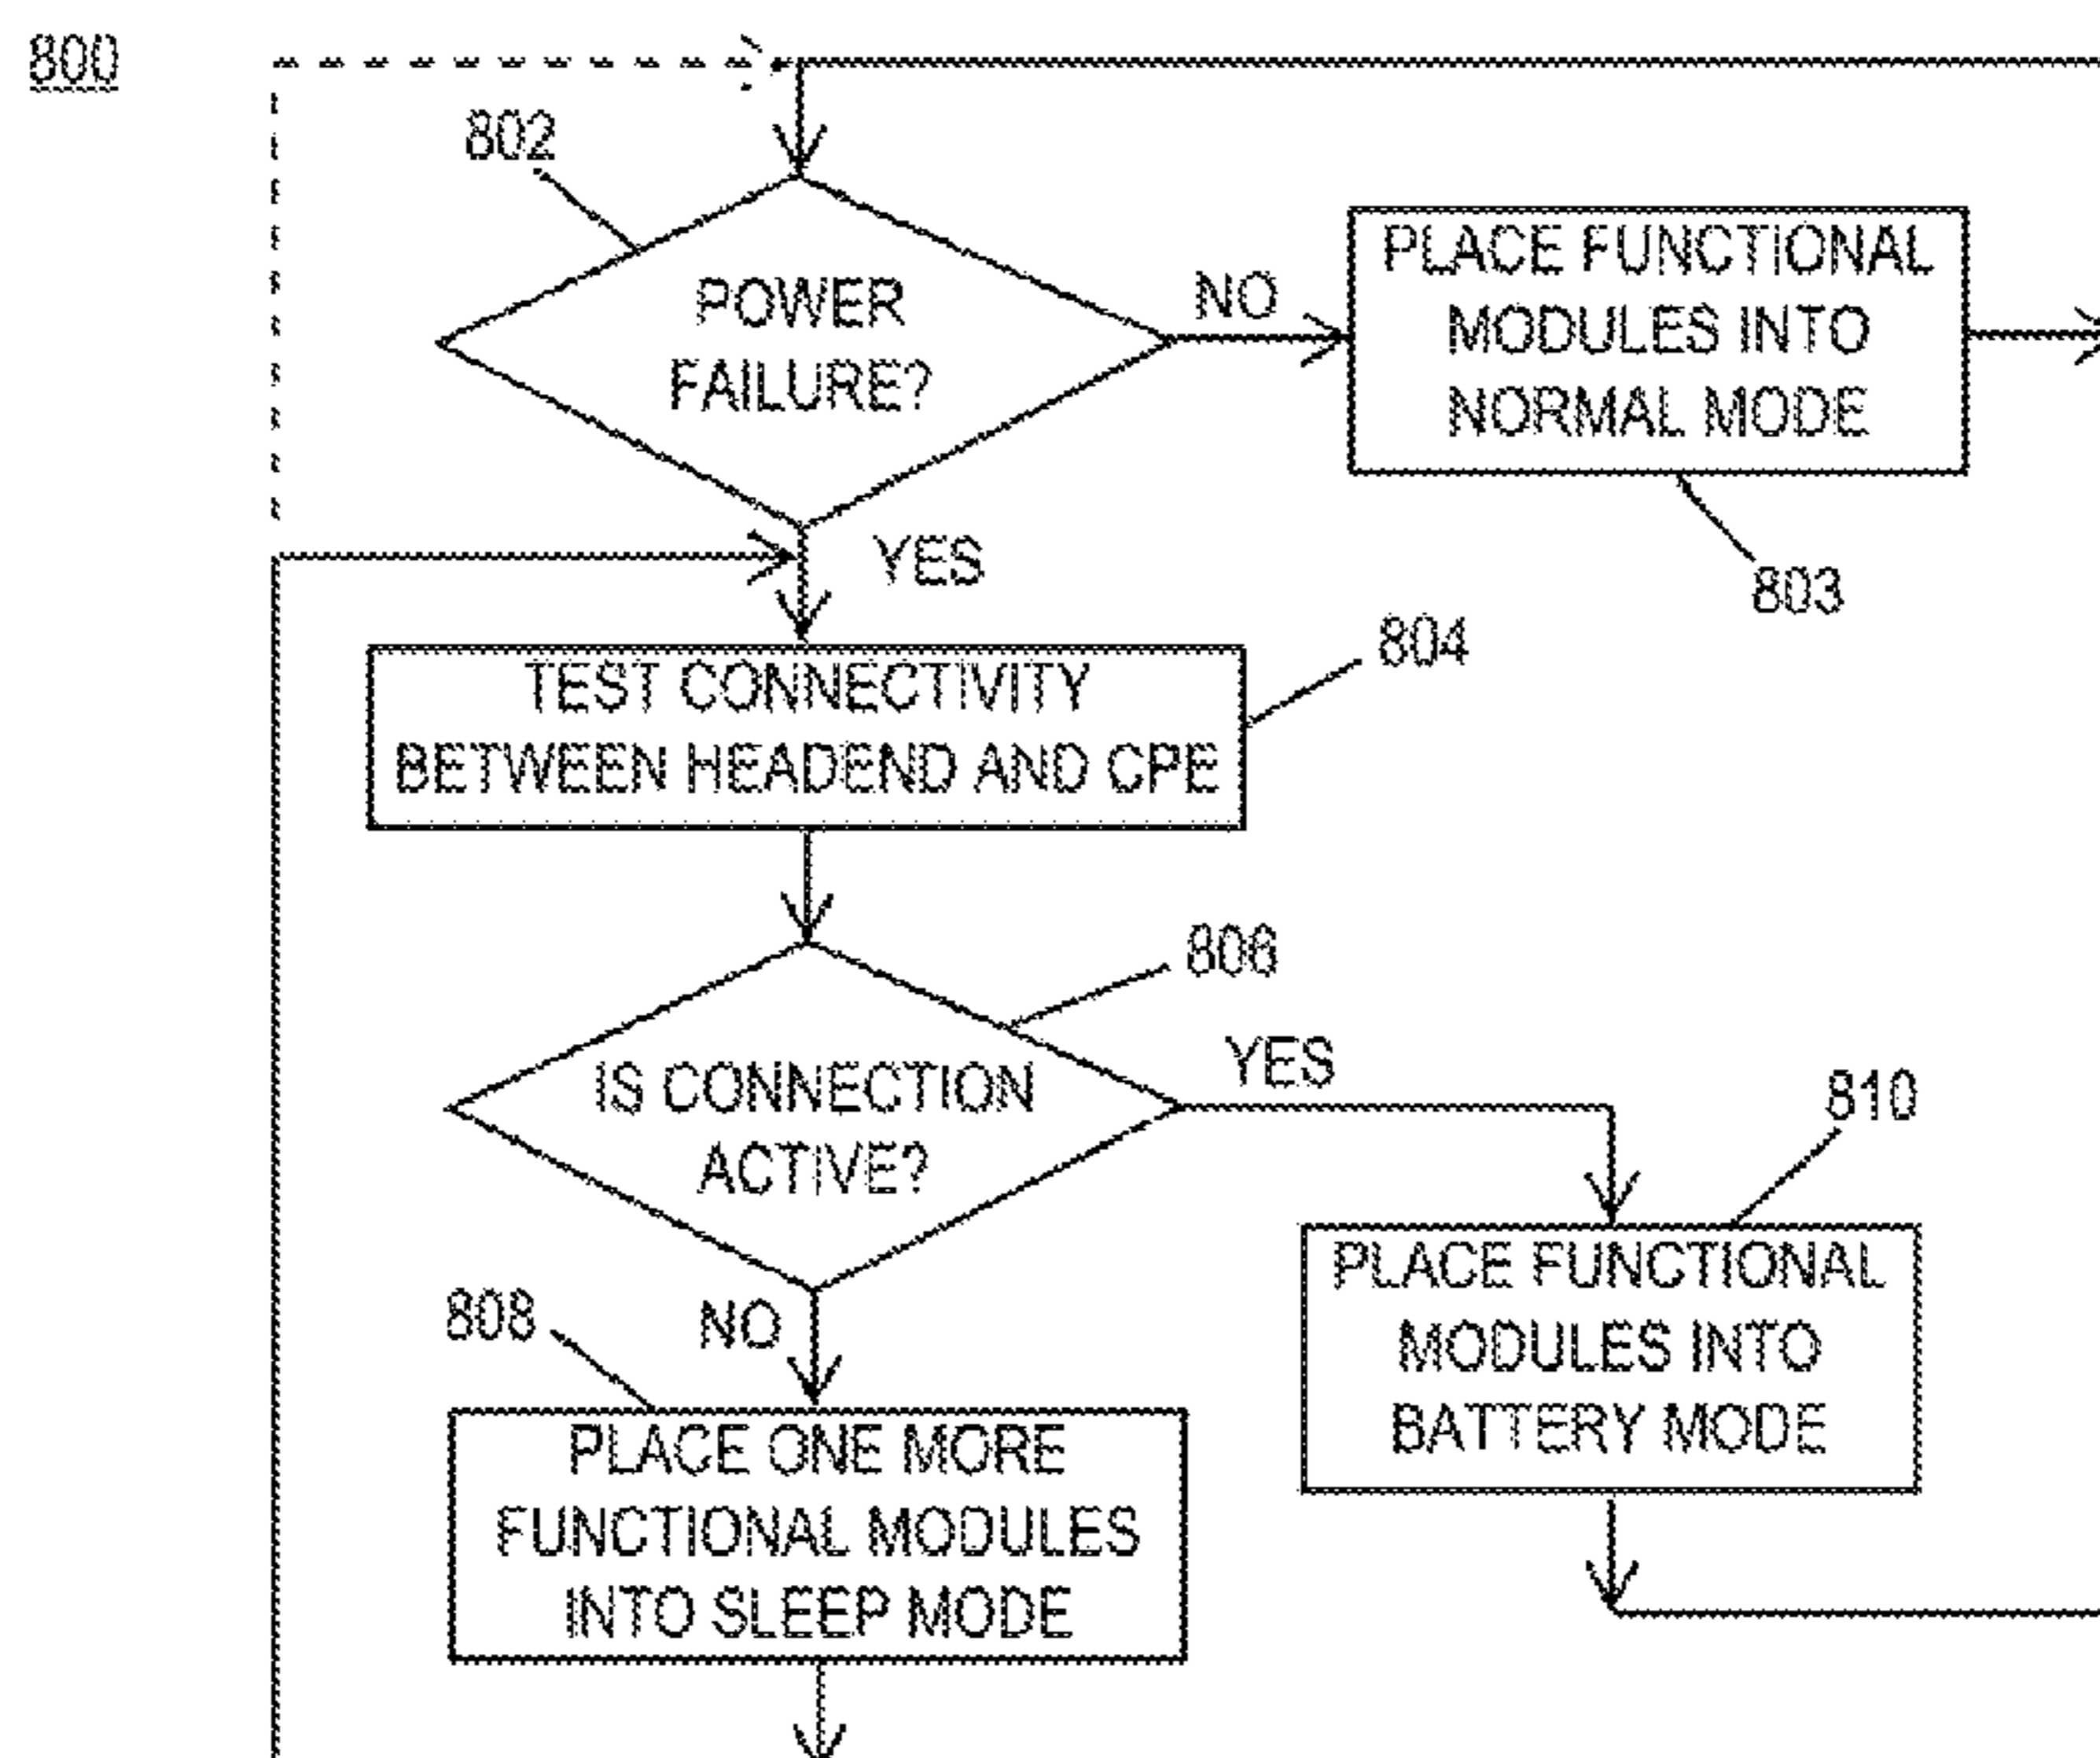 800
802
POWER
FAILURE?
NO
PLACE FUNCTIONAL
MODULES INTO
NORMAL MODE
803
YES
804
TEST CONNECTIVITY
BETWEEN HEADEND AND CPE
806
IS CONNECTION
ACTIVE?
YES
810
PLACE FUNCTIONAL
MODULES INTO
BATTERY MODE
808
NO
PLACE ONE MORE
FUNCTIONAL MODULES
INTO SLEEP MODE